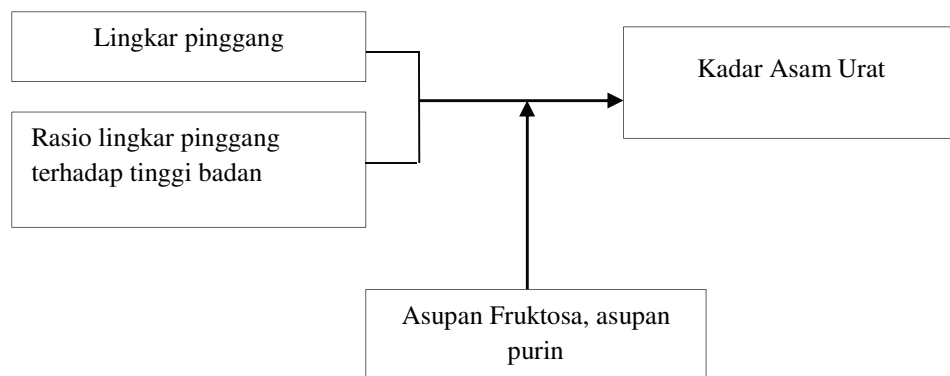 Lingkar pinggang
Kadar Asam Urat
Rasio lingkar pinggang
terhadap tinggi badan
Asupan Fruktosa, asupan
purin